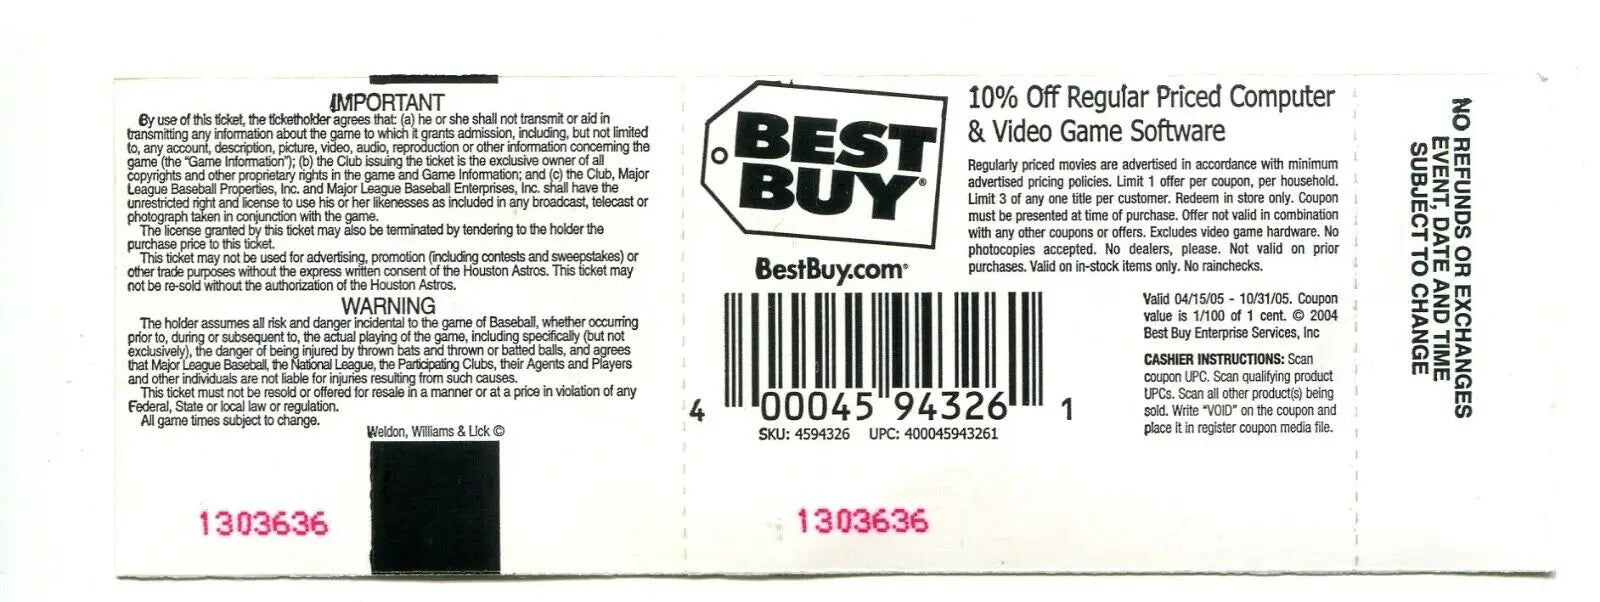 IMPORTANT
By use of this ticket, the ticketholder agrees that: (a) he or she shall not transmit or aid in
transmitting any information about the game to which it grants admission, including, but not limited
to, any account, description, picture, video, audio, reproduction or other information concerning the
game (the "Game Information"); (b) the Club issuing the ticket is the exclusive owner of all
copyrights and other proprietary rights in the game and Game Information; and (c) the Club, Major
League Baseball Properties, Inc. and Major League Baseball Enterprises, Inc. shall have the
unrestricted right and license to use his or her likenesses as included in any broadcast, telecast or
photograph taken in conjunction with the game.
The license granted by this ticket may also be terminated by tendering to the holder the
purchase price to this ticket.
This ticket may not be used for advertising, promotion (including contests and sweepstakes) or
other trade purposes without the express written consent of the Houston Astros. This ticket may
not be re-sold without the authorization of the Houston Astros.
WARNING
The holder assumes all risk and danger incidental to the game of Baseball, whether occurring
prior to, during or subsequent to, the actual playing of the game, including specifically (but not
exclusively), the danger of being injured by thrown bats and thrown or batted balls, and agrees
that Major League Baseball, the National League, the Participating Clubs, their Agents and Players
and other individuals are not liable for injuries resulting from such causes.
This ticket must not be resold or offered for resale in a manner or at a price in violation of any
Federal, State or local law or regulation.
All game times subject to change.
Weldon, Williams & Lick ©
1303636
BEST
BUY®
BestBuy.com®
4 00045 94326 1
SKU: 4594326 UPC: 400045943261
1303636
10% Off Regular Priced Computer
& Video Game Software
Regularly priced movies are advertised in accordance with minimum
advertised pricing policies. Limit 1 offer per coupon, per household.
Limit 3 of any one title per customer. Redeem in store only. Coupon
must be presented at time of purchase. Offer not valid in combination
with any other coupons or offers. Excludes video game hardware. No
photocopies accepted. No dealers, please. Not valid on prior
purchases. Valid on in-stock items only. No rainchecks.
Valid 04/15/05 - 10/31/05. Coupon
value is 1/100 of 1 cent. © 2004
Best Buy Enterprise Services, Inc
CASHIER INSTRUCTIONS: Scan
coupon UPC. Scan qualifying product
UPCs. Scan all other product(s) being
sold. Write "VOID" on the coupon and
place it in register coupon media file.
NO REFUNDS OR EXCHANGES
EVENT, DATE AND TIME
SUBJECT TO CHANGE